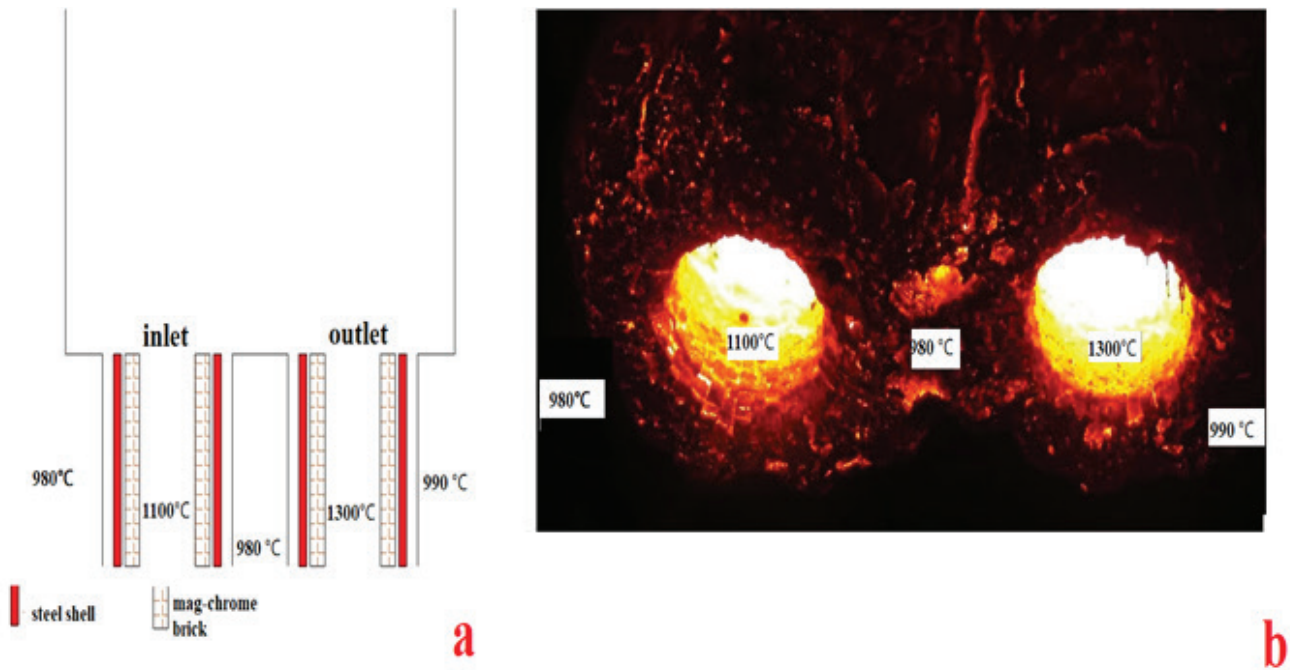 inlet
outlet
980℃
1100℃
980 ℃
1300℃
990 ℃
steel shell
mag-chrome
brick
a
1100℃
980 ℃
1300℃
980℃
990 ℃
b